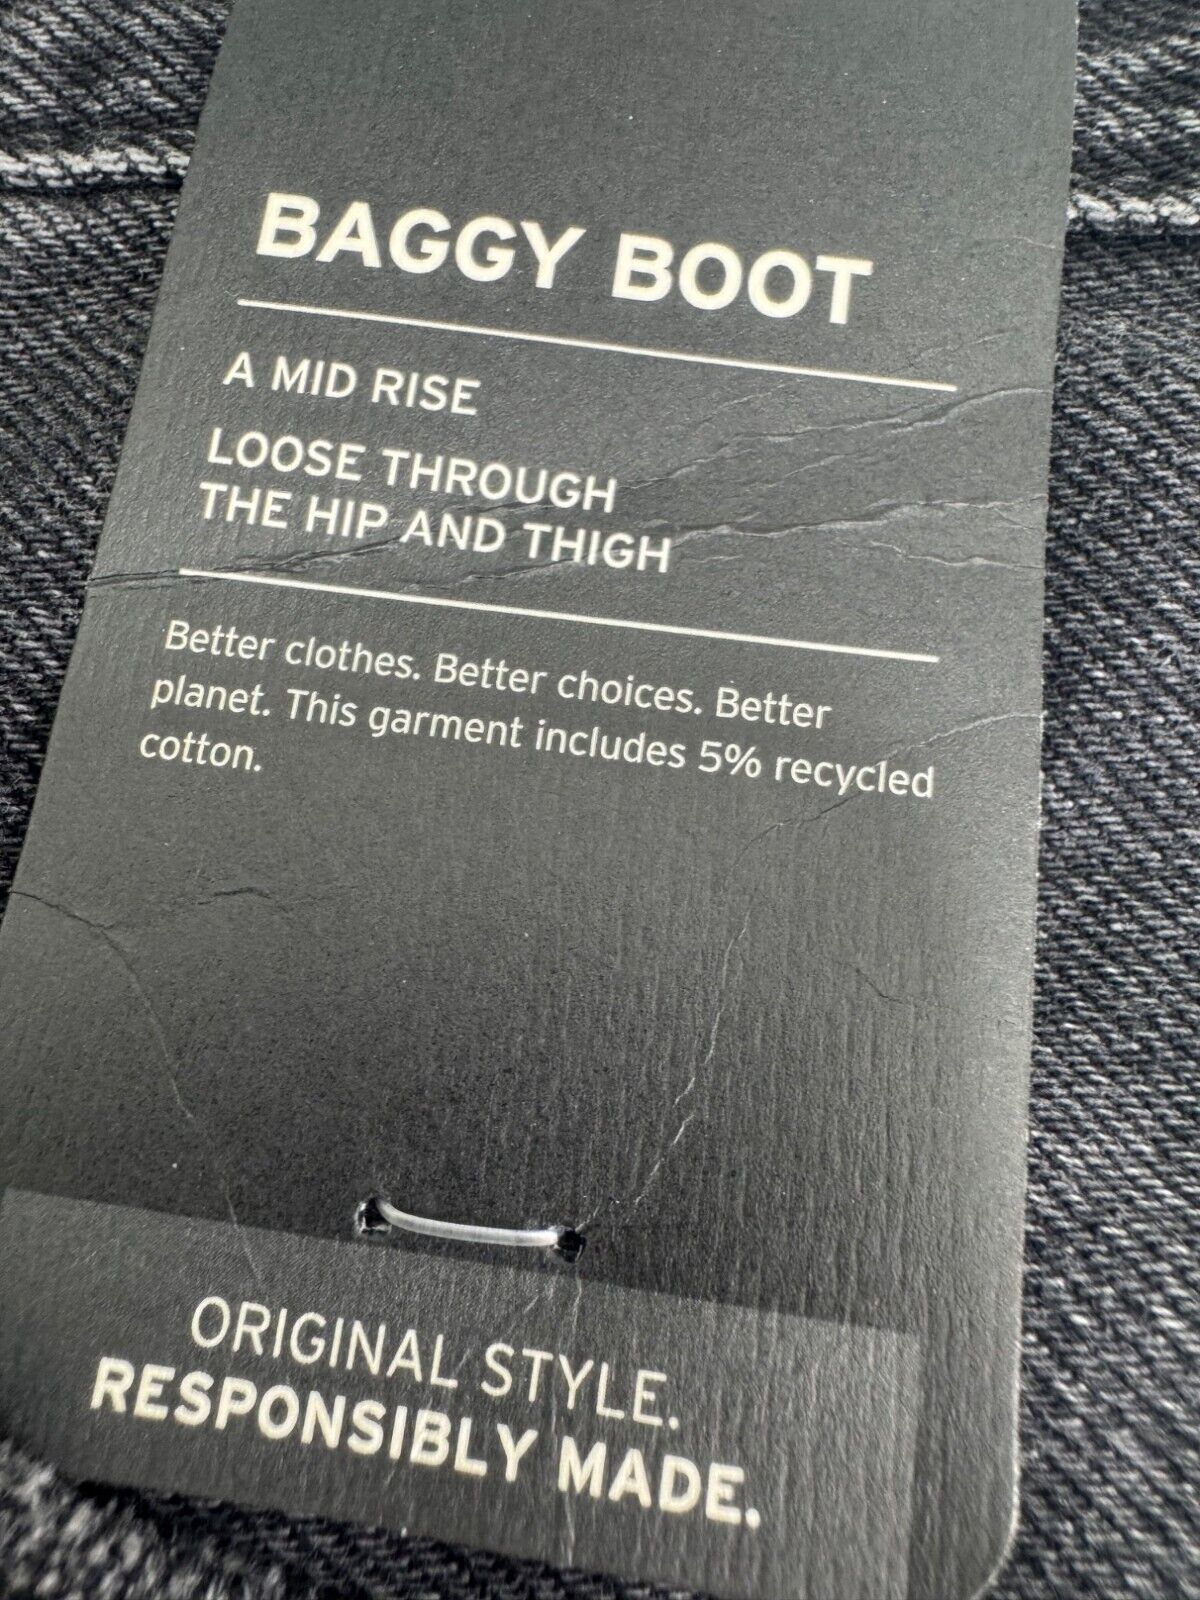 BAGGY BOOT
A MID RISE
LOOSE THROUGH
THE HIP AND THIGH
Better clothes. Better choices. Better
planet. This garment includes 5% recycled
cotton.
ORIGINAL STYLE.
RESPONSIBLY MADE.